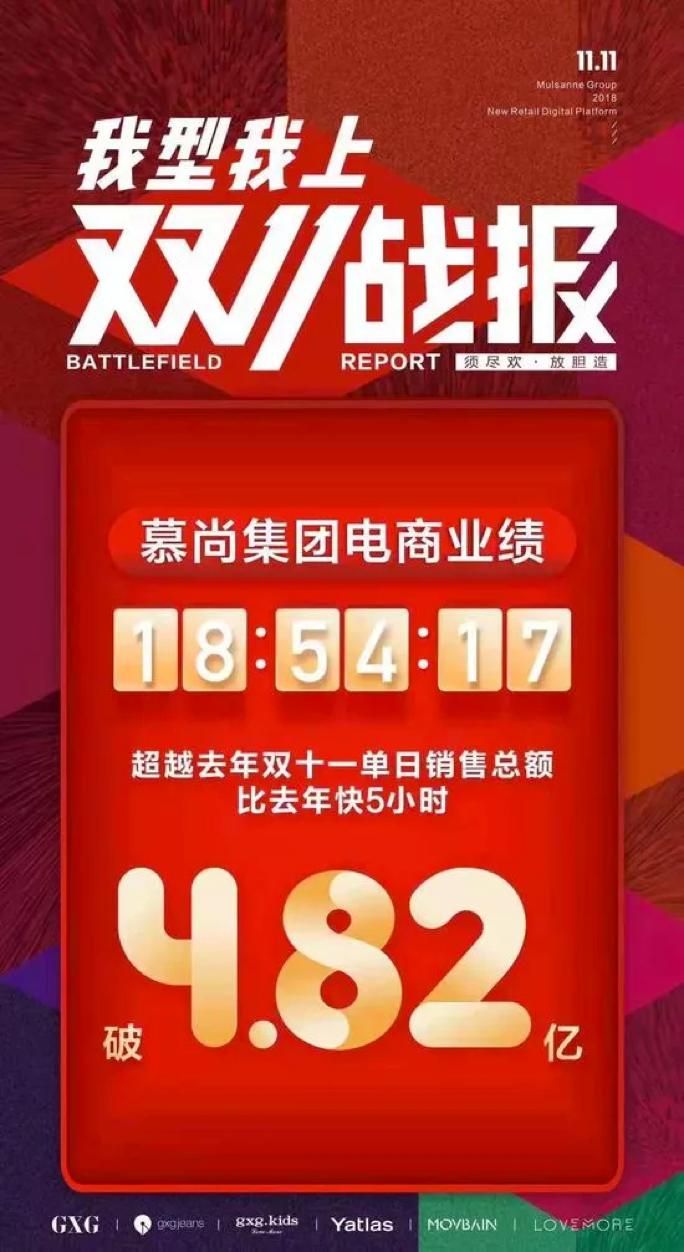 11.11
Mulsanne Group
2018
New Retail Digital Platform
我型我上
双11战报
BATTLEFIELD REPORT 须尽欢·放胆造
慕尚集团电商业绩
18:54:17
超越去年双十一单日销售总额
比去年快5小时
破4.82亿
GXG | gxgjeans | gxg.kids | Yatlas | MOVBAIN | LOVEMORE
Love More